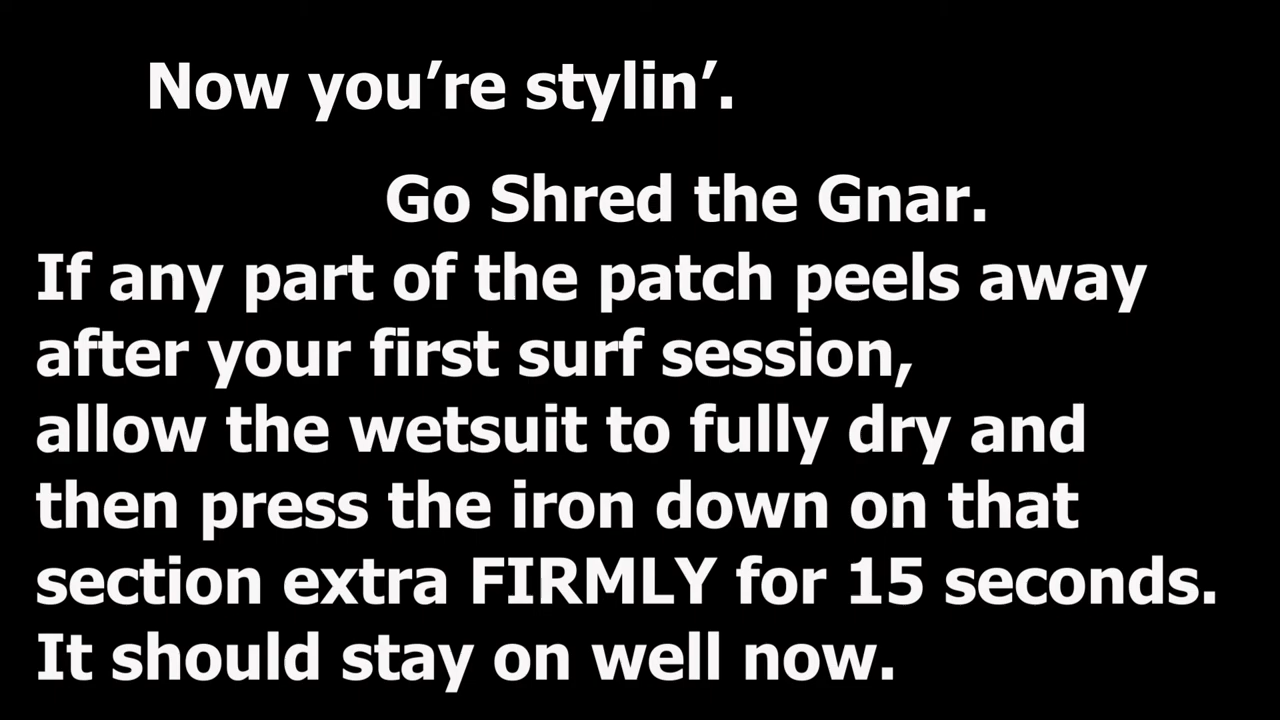 Now you’re stylin’.
Go Shred the Gnar.
If any part of the patch peels away
after your first surf session,
allow the wetsuit to fully dry and
then press the iron down on that
section extra FIRMLY for 15 seconds.
It should stay on well now.